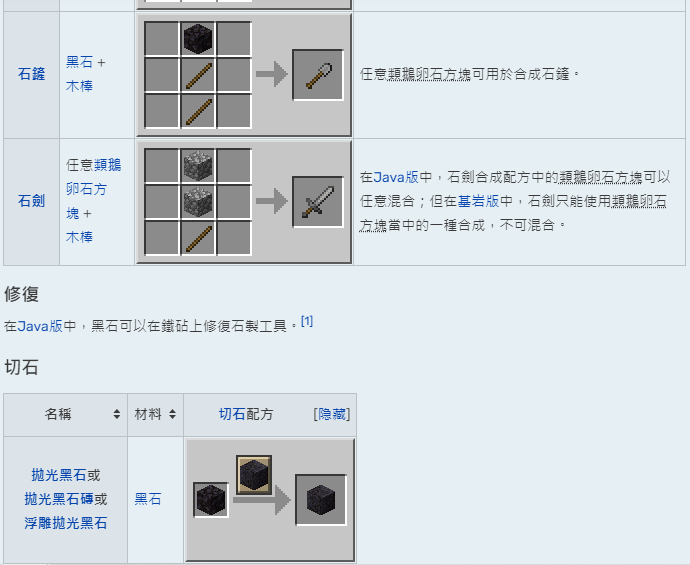 石鏟
黑石 +
木棒
任意類鵝卵石方塊可用於合成石鏟。
石劍
任意類鵝
卵石方
塊 +
木棒
在Java版中，石劍合成配方中的類鵝卵石方塊可以
任意混合；但在基岩版中，石劍只能使用類鵝卵石
方塊當中的一種合成，不可混合。
修復
在Java版中，黑石可以在鐵砧上修復石製工具。[1]
切石
名稱
材料
切石配方
[隐藏]
拋光黑石或
拋光黑石磚或
浮雕拋光黑石
黑石